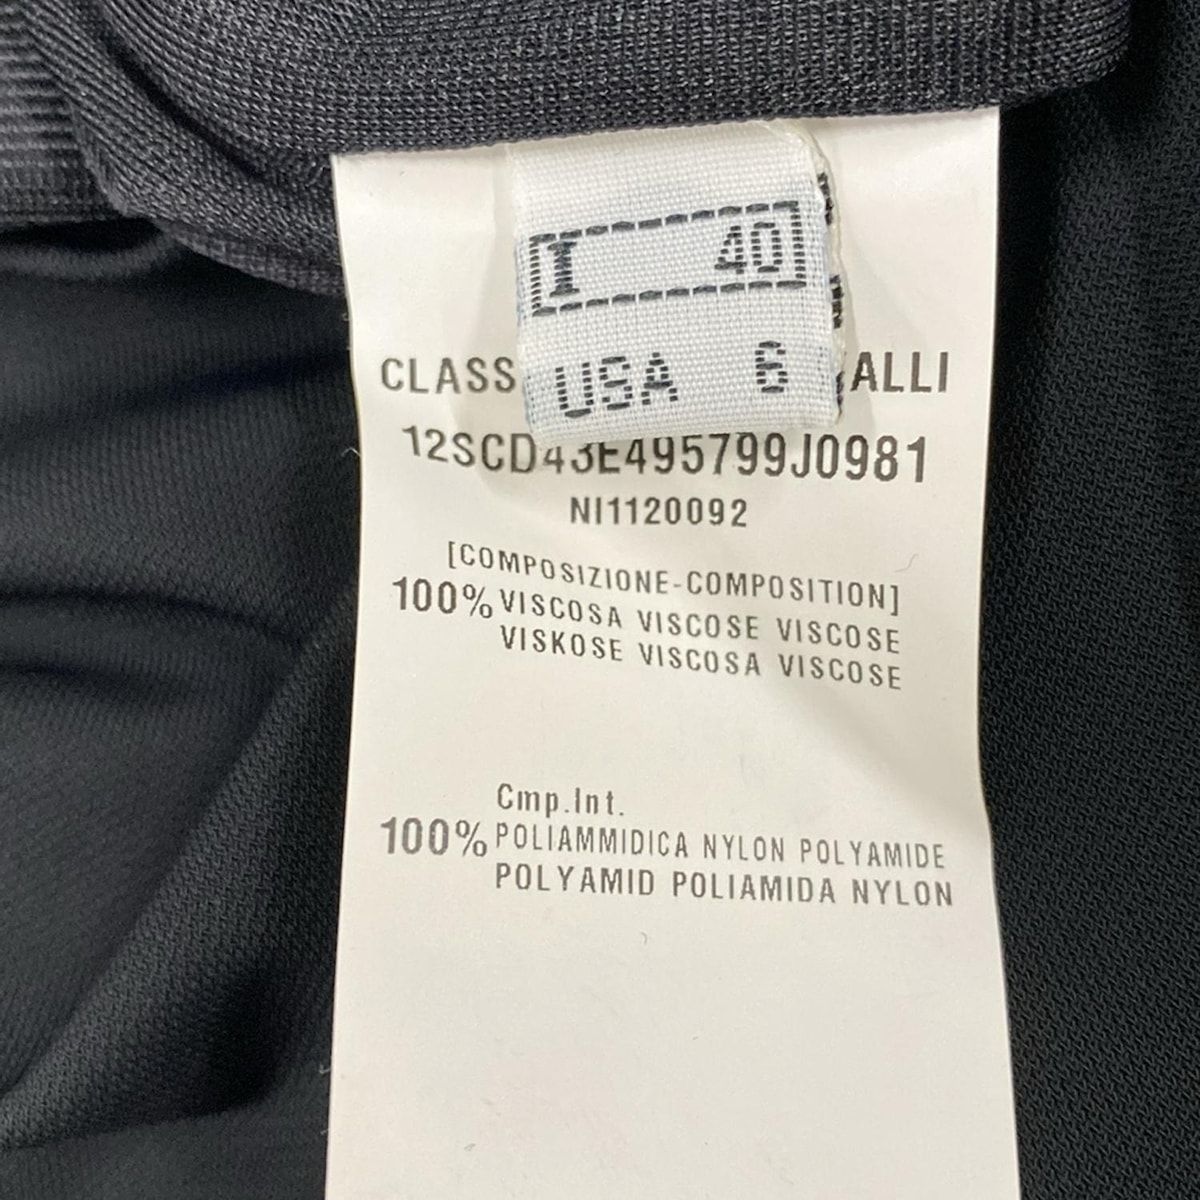 I 40
USA 6
CLASS ALLI
12SCD43E495799J0981
NI1120092
[COMPOSIZIONE-COMPOSITION]
100% VISCOSA VISCOSE VISCOSE
VISKOSE VISCOSA VISCOSE
Cmp.Int.
100% POLIAMMIDICA NYLON POLYAMIDE
POLYAMID POLIAMIDA NYLON